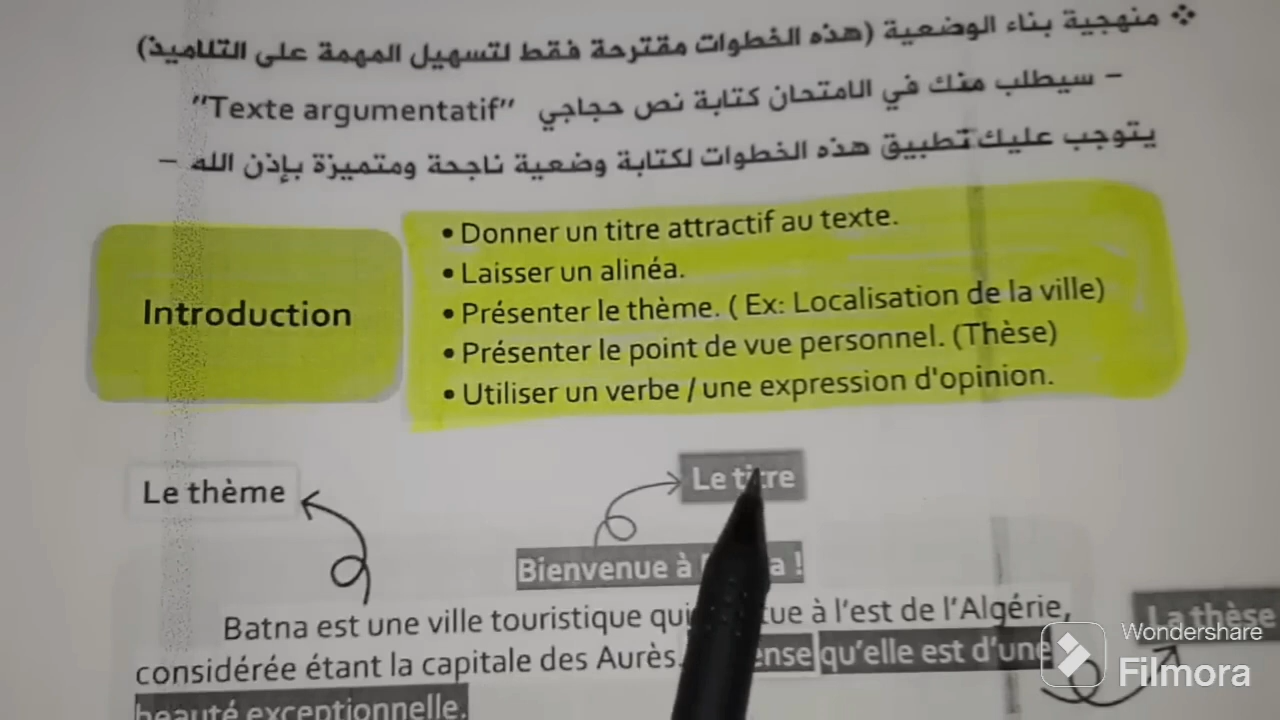 ❖ منهجية بناء الوضعية (هذه الخطوات مقترحة فقط لتسهيل المهمة على التلاميذ)
– سيطلب منك في الامتحان كتابة نص حجاجي "Texte argumentatif"
يتوجب عليك تطبيق هذه الخطوات لكتابة وضعية ناجحة ومتميزة بإذن الله –
Introduction
• Donner un titre attractif au texte.
• Laisser un alinéa.
• Présenter le thème. ( Ex: Localisation de la ville)
• Présenter le point de vue personnel. (Thèse)
• Utiliser un verbe / une expression d'opinion.
Le thème
Le titre
Bienvenue à !
Batna est une ville touristique qui à l'est de l'Algérie,
La thèse
considérée étant la capitale des Aurès. qu'elle est d'une
beauté exceptionnelle.
Wondershare
Filmora